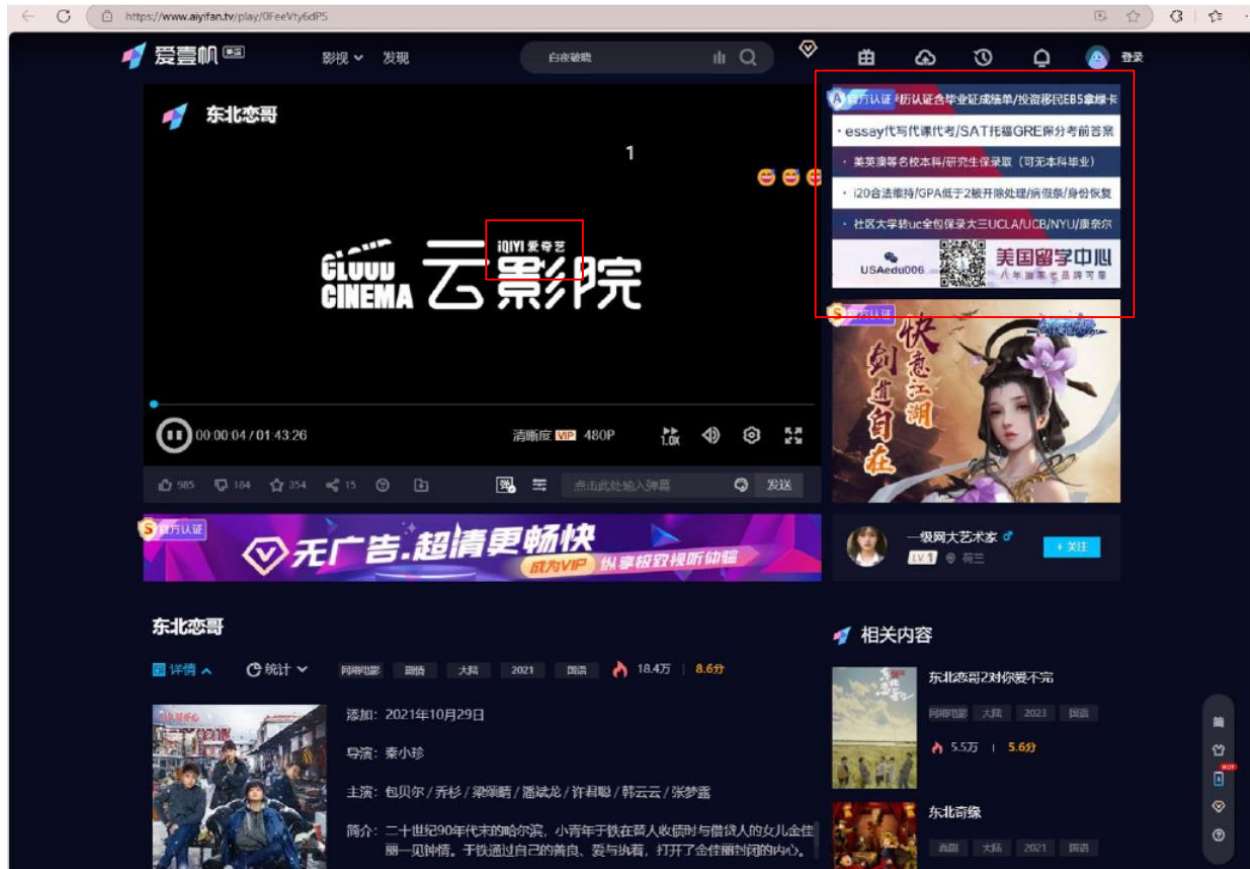 https://www.aiyifan.tv/play/0FeeVty6dPS
爱壹帆
影视 发现
白夜破晓
登录
东北恋哥
1
CLOUD CINEMA
iQIYI 爱奇艺
云影院
00:00:04 / 01:43:26
清晰度 VIP 480P
1.0X
985 184 354 15
弹
点击此处输入弹幕
发送
官方认证
历认证含毕业证成绩单/投资移民EB5拿绿卡
· essay代写代课代考/SAT托福GRE保分考前答案
· 美英澳等名校本科/研究生保录取（可无本科毕业）
· i20合法维持/GPA低于2被开除处理/病假条/身份恢复
· 社区大学转uc全包保录大三UCLA/UCB/NYU/康奈尔
USAedu006
美国留学中心
官方认证
快意江湖
剑道自在
官方认证
无广告.超清更畅快
成为VIP 纵享极致视听体验
一级网大艺术家
LV 1 荷兰
+ 关注
东北恋哥
详情 统计 网络电影 剧情 大陆 2021 国语 18.4万 8.6分
添加：2021年10月29日
导演：秦小珍
主演：包贝尔/乔杉/梁颂晴/潘斌龙/许君聪/韩云云/张梦露
简介：二十世纪90年代末的哈尔滨，小青年于铁在替人收债时与借贷人的女儿金佳
丽一见钟情。于铁通过自己的善良、爱与执着，打开了金佳丽封闭的内心。
相关内容
东北恋哥2对你爱不完
网络电影 大陆 2023 国语
5.5万 5.6分
东北奇缘
喜剧 大陆 2021 国语
简
HOT